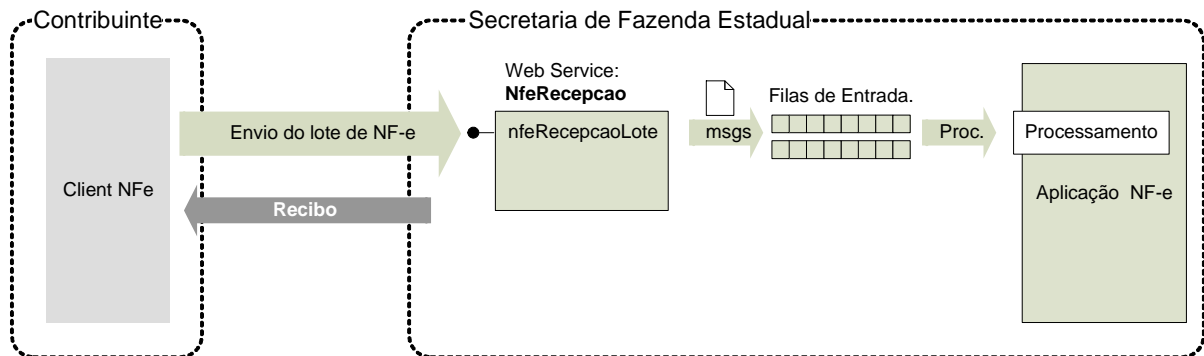 Contribuinte
Secretaria de Fazenda Estadual
Client NFe
Envio do lote de NF-e
Recibo
Web Service:
NfeRecepcao
nfeRecepcaoLote
msgs
Filas de Entrada.
Proc.
Processamento
Aplicação NF-e